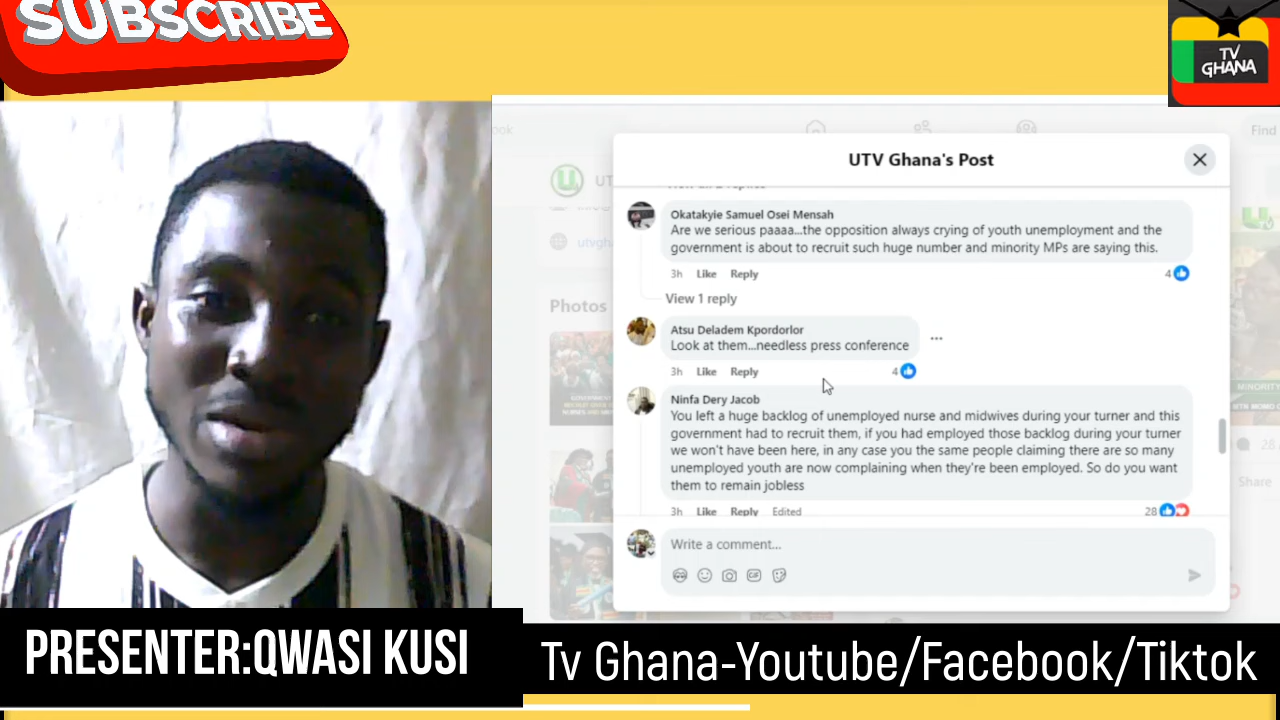 SUBSCRIBE
TV
GHANA
ook
Find
UTV Ghana's Post
UT
utvgh
Photos
Okatakyie Samuel Osei Mensah
Are we serious paaaa...the opposition always crying of youth unemployment and the
government is about to recruit such huge number and minority MPs are saying this.
3h Like Reply 4
View 1 reply
Atsu Deladem Kpordorlor
Look at them...needless press conference
3h Like Reply 4
Ninfa Dery Jacob
You left a huge backlog of unemployed nurse and midwives during your turner and this
government had to recruit them, if you had employed those backlog during your turner
we won't have been here, in any case you the same people claiming there are so many
unemployed youth are now complaining when they're been employed. So do you want
them to remain jobless
3h Like Reply Edited 28
Write a comment...
GIF
MINORITY
28
Share
PRESENTER:QWASI KUSI
Tv Ghana-Youtube/Facebook/Tiktok